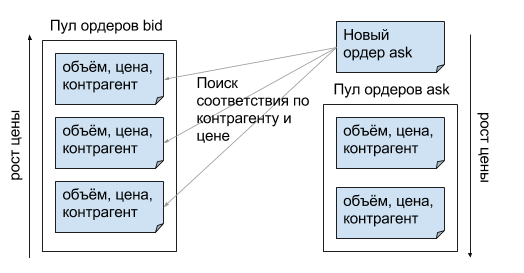 Пул ордеров bid
объём, цена,
контрагент
объём, цена,
контрагент
объём, цена,
контрагент
рост цены
Поиск
соответствия по
контрагенту и
цене
Новый
ордер ask
Пул ордеров ask
объём, цена,
контрагент
объём, цена,
контрагент
рост цены